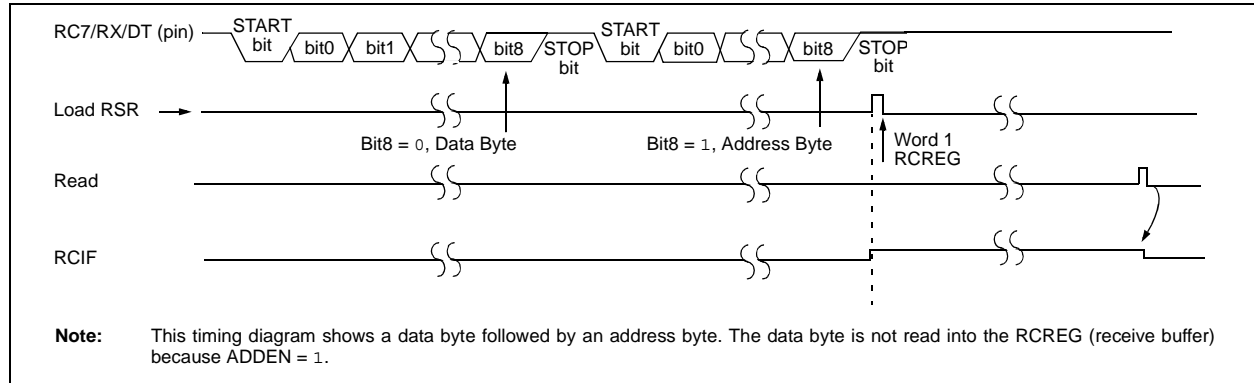 RC7/RX/DT (pin)
START
bit
bit0
bit1
bit8
STOP
bit
START
bit
bit0
bit8
STOP
bit
Load RSR
Bit8 = 0, Data Byte
Bit8 = 1, Address Byte
Word 1
RCREG
Read
RCIF
Note: This timing diagram shows a data byte followed by an address byte. The data byte is not read into the RCREG (receive buffer)
because ADDEN = 1.